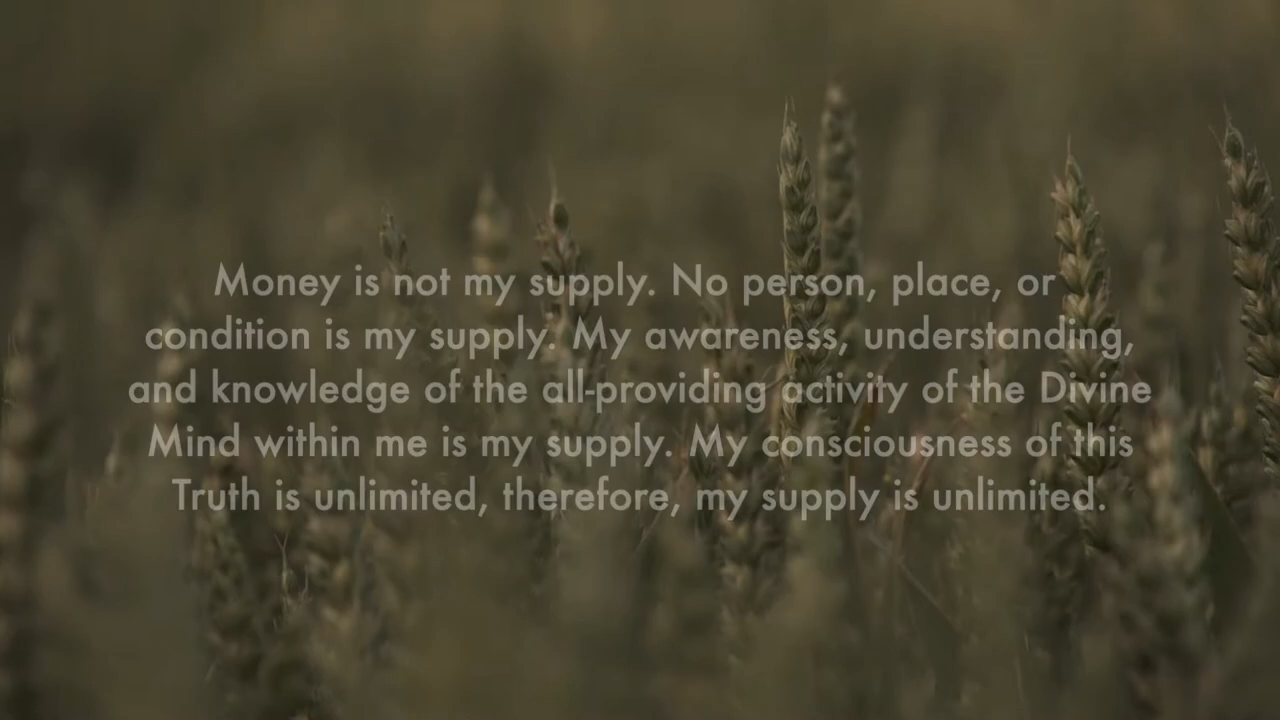 Money is not my supply. No person, place, or
condition is my supply. My awareness, understanding,
and knowledge of the all-providing activity of the Divine
Mind within me is my supply. My consciousness of this
Truth is unlimited, therefore, my supply is unlimited.